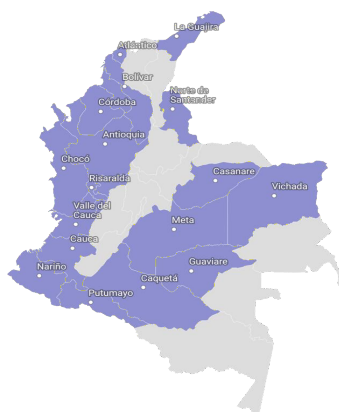 La Guajira
Atlántico
Bolívar
Norte de
Santander
Córdoba
Antioquia
Chocó
Risaralda
Casanare
Vichada
Valle del
Cauca
Meta
Cauca
Guaviare
Nariño
Caquetá
Putumayo